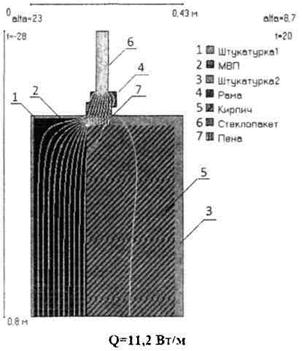 0
0,43 м
alfa=23
alfa=8,7
t=-28
t=20
6
1 Штукатурка1
2 МВП
3 Штукатурка2
4 Рама
5 Кирпич
6 Стеклопакет
7 Пена
4
1
2
7
5
3
0.8 м
Q=11,2 Вт/м